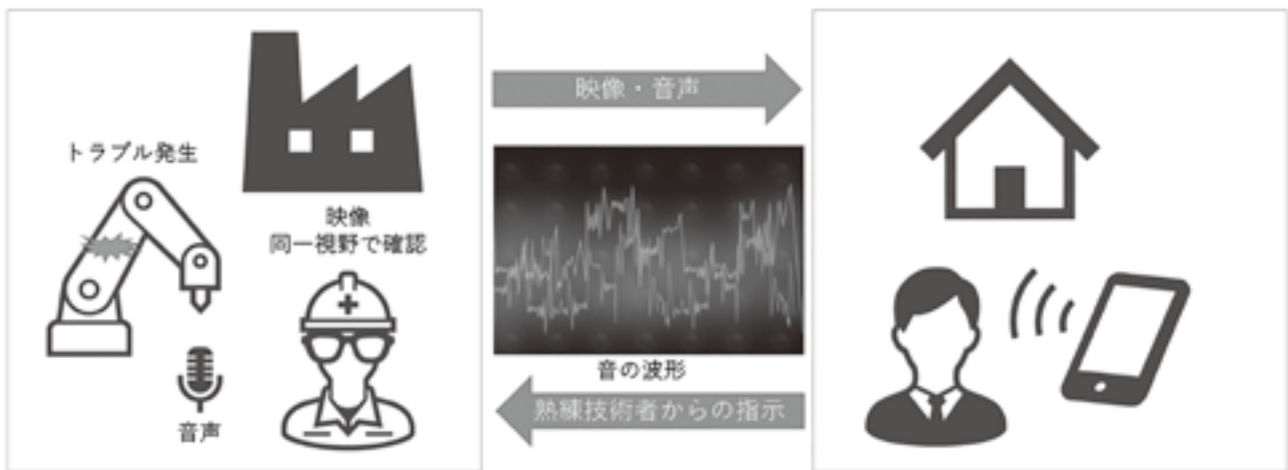 トラブル発生
映像
同一視野で確認
音声
映像・音声
音の波形
熟練技術者からの指示